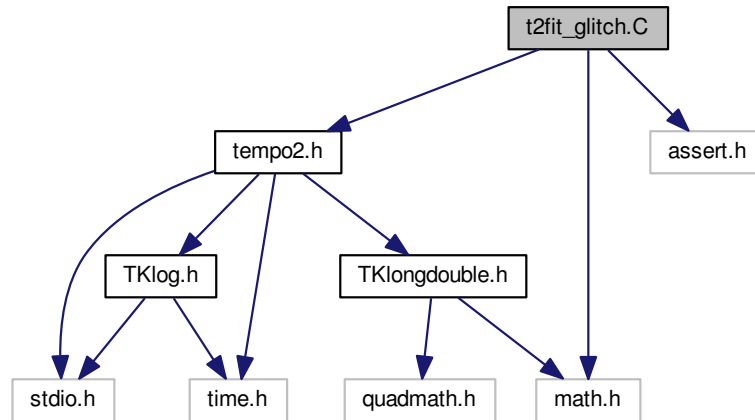 t2fit_glitch.C
tempo2.h
assert.h
TKlog.h
TKlongdouble.h
stdio.h
time.h
quadmath.h
math.h